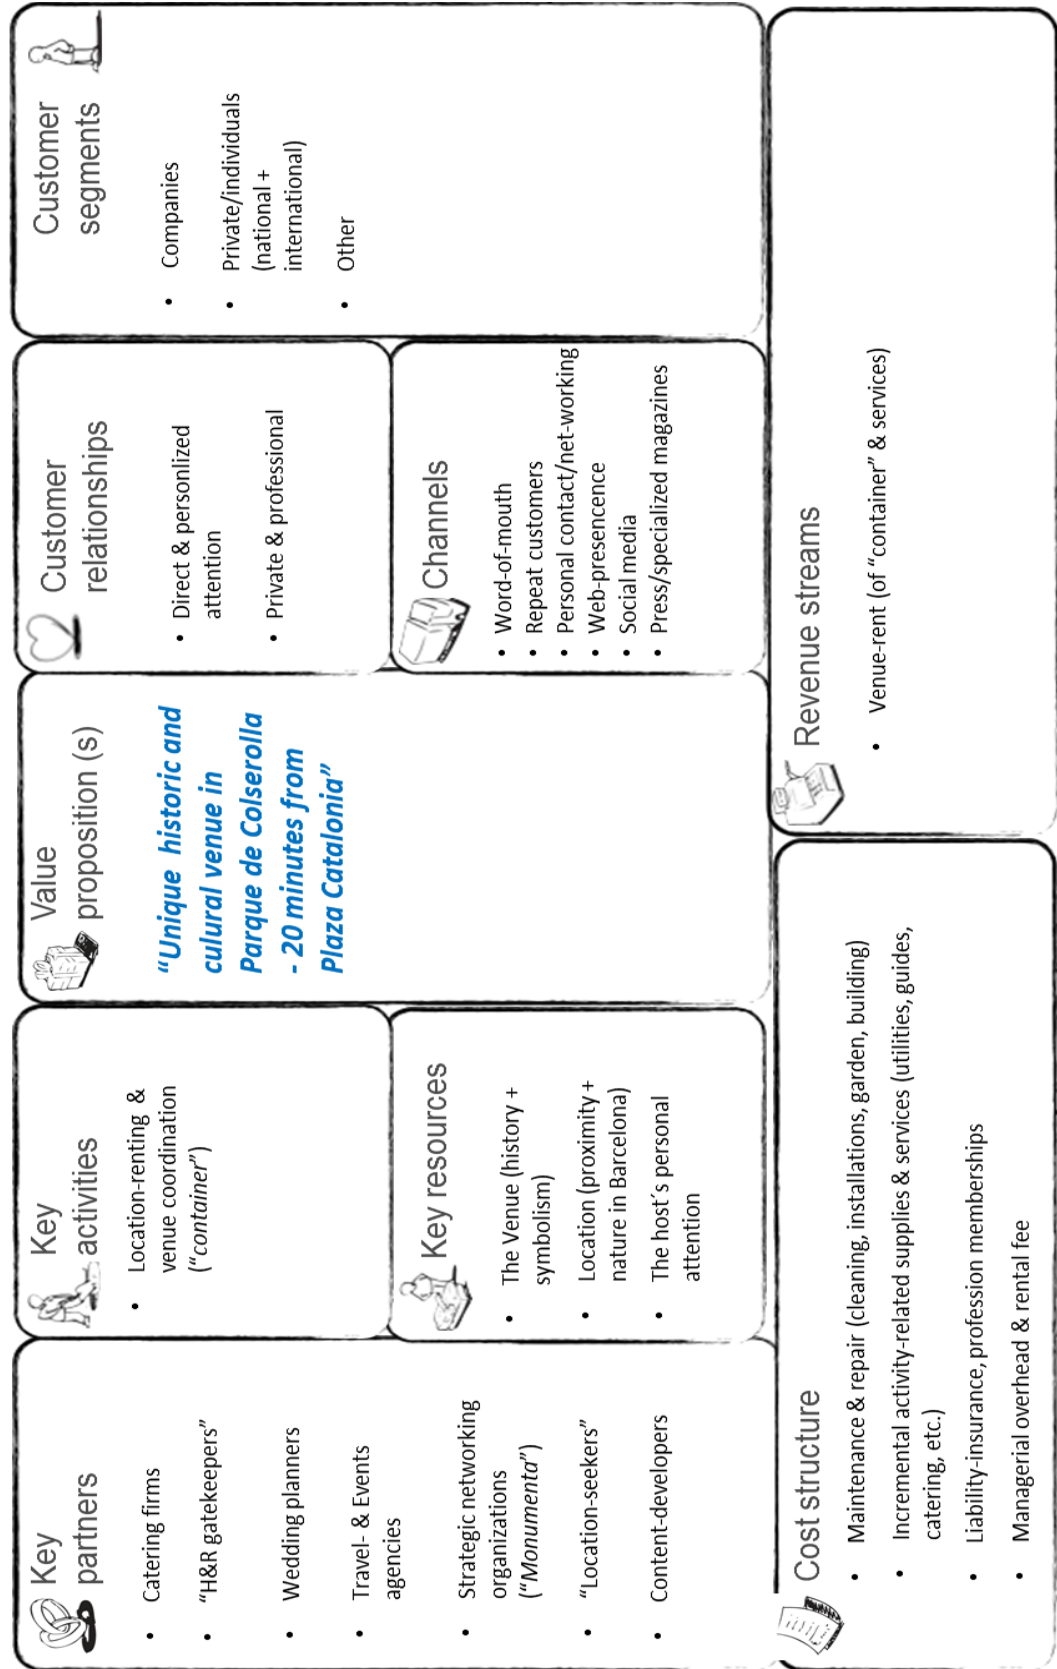 Key
partners
• Catering firms
• “H&R gatekeepers”
• Wedding planners
• Travel- & Events
agencies
• Strategic networking
organizations
(“Monumenta”)
• “Location-seekers”
• Content-developers
Key
activities
• Location-renting &
venue coordination
(“container”)
Key resources
• The Venue (history +
symbolism)
• Location (proximity +
nature in Barcelona)
• The host´s personal
attention
Value
proposition (s)
“Unique historic and
culural venue in
Parque de Colserolla
- 20 minutes from
Plaza Catalonia”
Customer
relationships
• Direct & personlized
attention
• Private & professional
Channels
• Word-of-mouth
• Repeat customers
• Personal contact/net-working
• Web-presencence
• Social media
• Press/specialized magazines
Customer
segments
• Companies
• Private/individuals
(national +
international)
• Other
Cost structure
• Maintenance & repair (cleaning, installations, garden, building)
• Incremental activity-related supplies & services (utilities, guides,
catering, etc.)
• Liability-insurance, profession memberships
• Managerial overhead & rental fee
Revenue streams
• Venue-rent (of “container” & services)